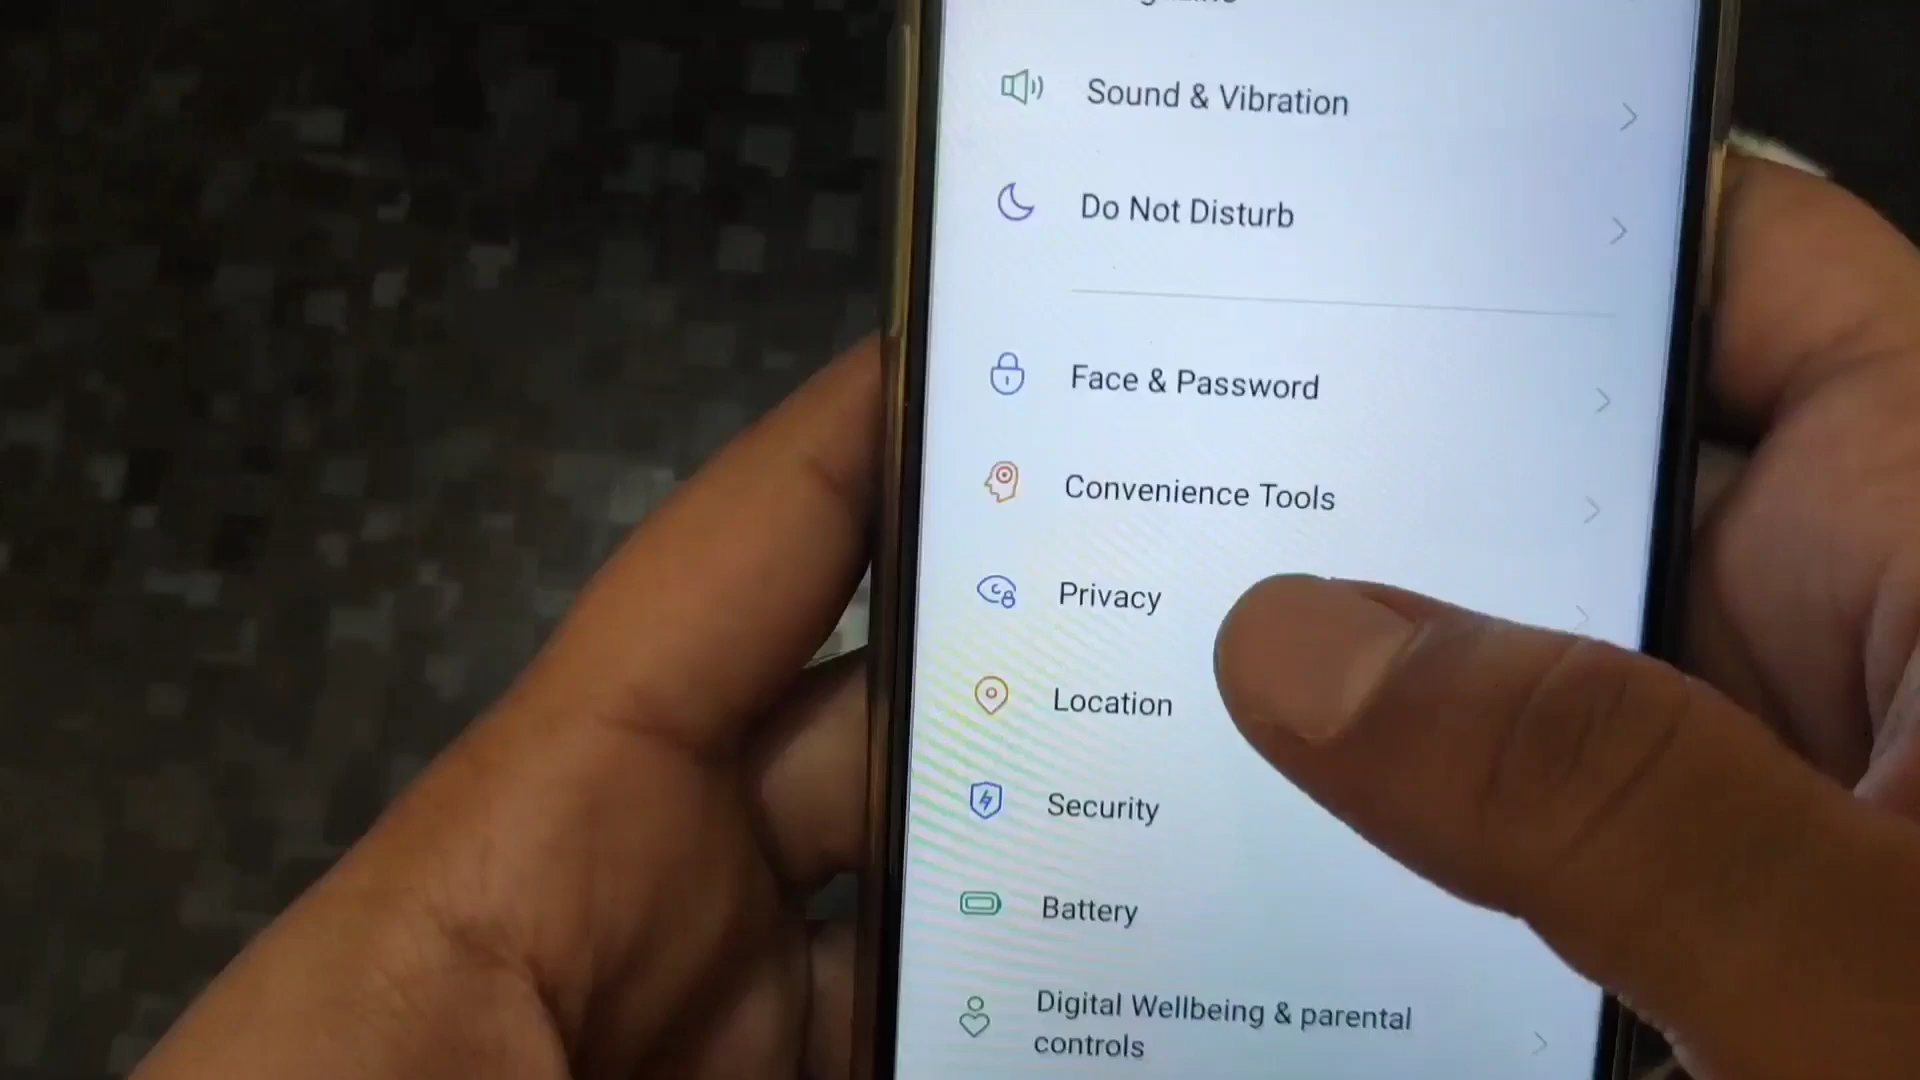 Sound & Vibration
Do Not Disturb
Face & Password
Convenience Tools
Privacy
Location
Security
Battery
Digital Wellbeing & parental
controls